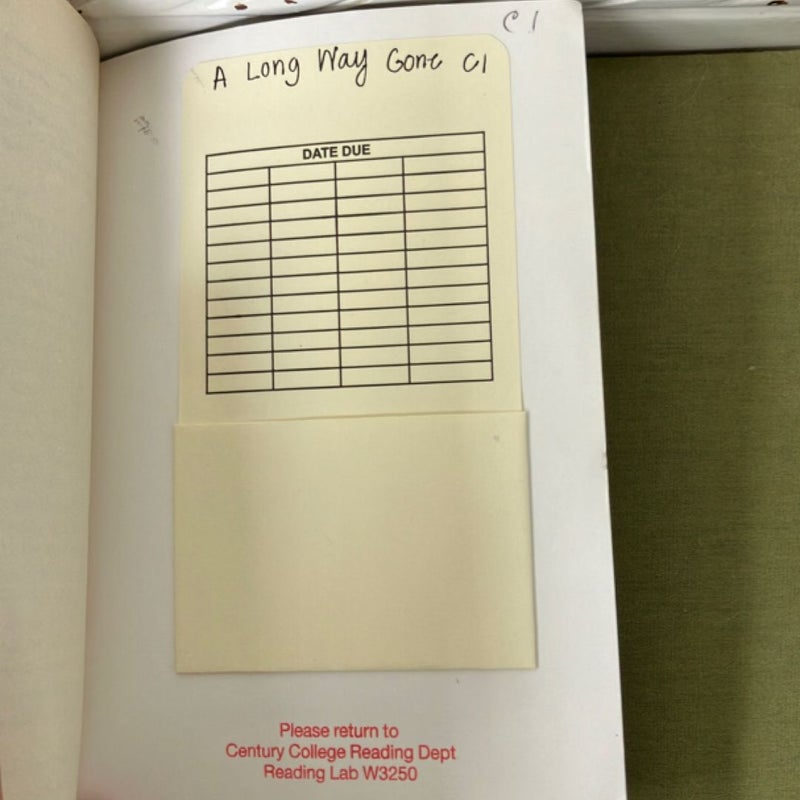 C1
A Long Way Gone C1
DATE DUE
Please return to
Century College Reading Dept
Reading Lab W3250